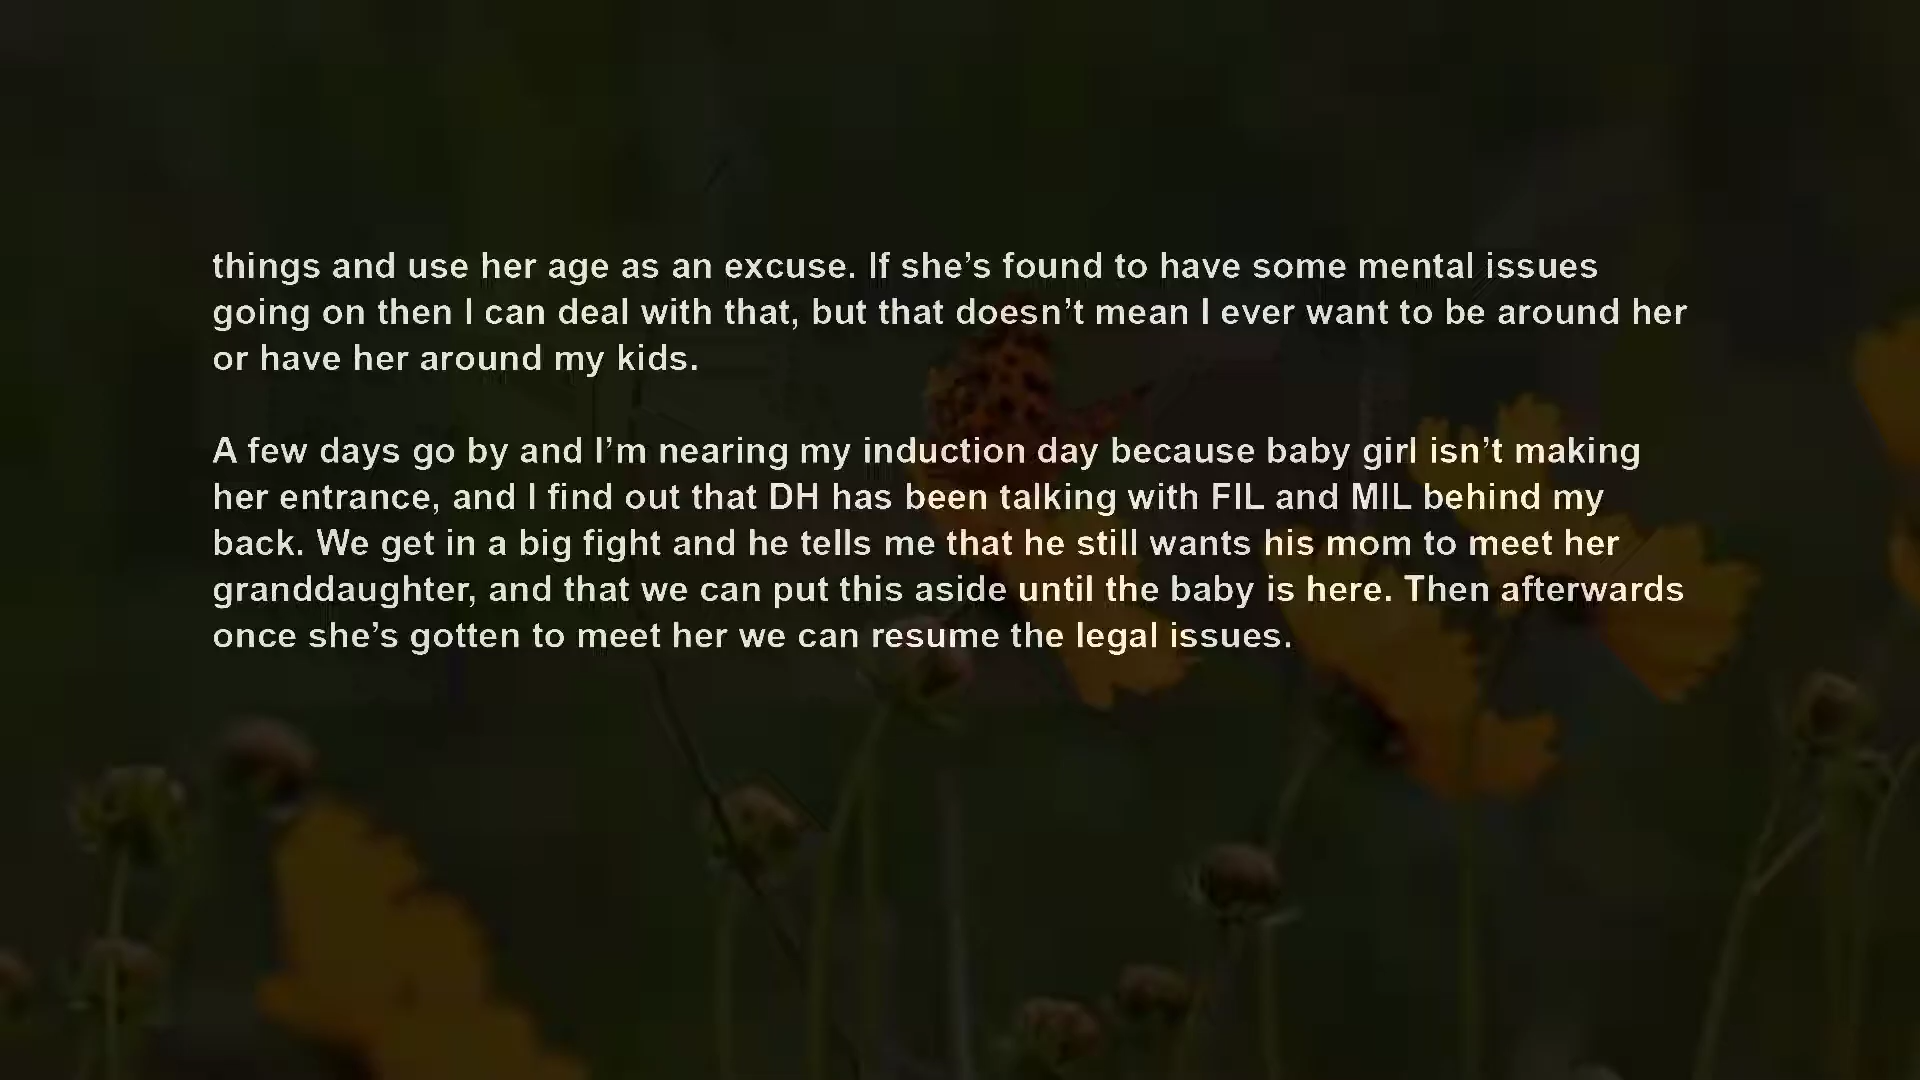 things and use her age as an excuse. If she’s found to have some mental issues
going on then I can deal with that, but that doesn’t mean I ever want to be around her
or have her around my kids.
A few days go by and I’m nearing my induction day because baby girl isn’t making
her entrance, and I find out that DH has been talking with FIL and MIL behind my
back. We get in a big fight and he tells me that he still wants his mom to meet her
granddaughter, and that we can put this aside until the baby is here. Then afterwards
once she’s gotten to meet her we can resume the legal issues.